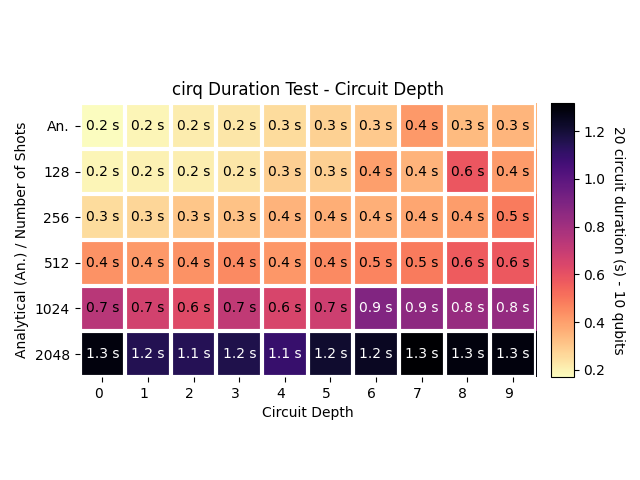 cirq Duration Test - Circuit Depth
Analytical (An.) / Number of Shots
An. 0.2 s 0.2 s 0.2 s 0.2 s 0.3 s 0.3 s 0.3 s 0.4 s 0.3 s 0.3 s
128 0.2 s 0.2 s 0.2 s 0.2 s 0.3 s 0.3 s 0.4 s 0.4 s 0.6 s 0.4 s
256 0.3 s 0.3 s 0.3 s 0.3 s 0.4 s 0.4 s 0.4 s 0.4 s 0.4 s 0.5 s
512 0.4 s 0.4 s 0.4 s 0.4 s 0.4 s 0.4 s 0.5 s 0.5 s 0.6 s 0.6 s
1024 0.7 s 0.7 s 0.6 s 0.7 s 0.6 s 0.7 s 0.9 s 0.9 s 0.8 s 0.8 s
2048 1.3 s 1.2 s 1.1 s 1.2 s 1.1 s 1.2 s 1.2 s 1.3 s 1.3 s 1.3 s
0 1 2 3 4 5 6 7 8 9
Circuit Depth
1.2
1.0
0.8
0.6
0.4
0.2
20 circuit duration (s) - 10 qubits